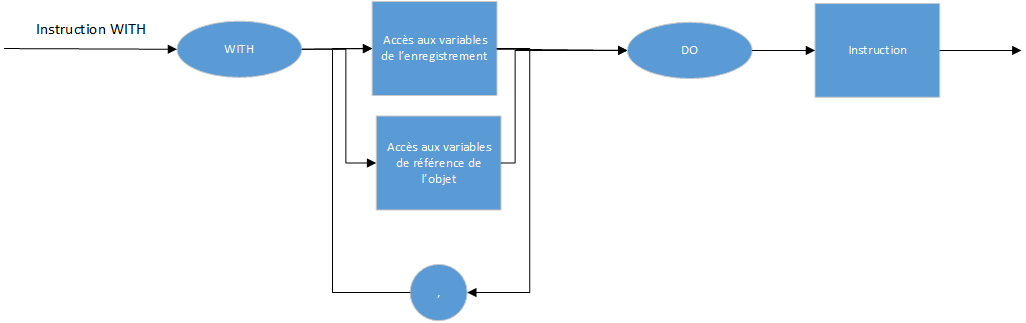 Instruction WITH
WITH
Accès aux variables
de l'enregistrement
DO
Instruction
Accès aux variables
de référence de
l'objet
,